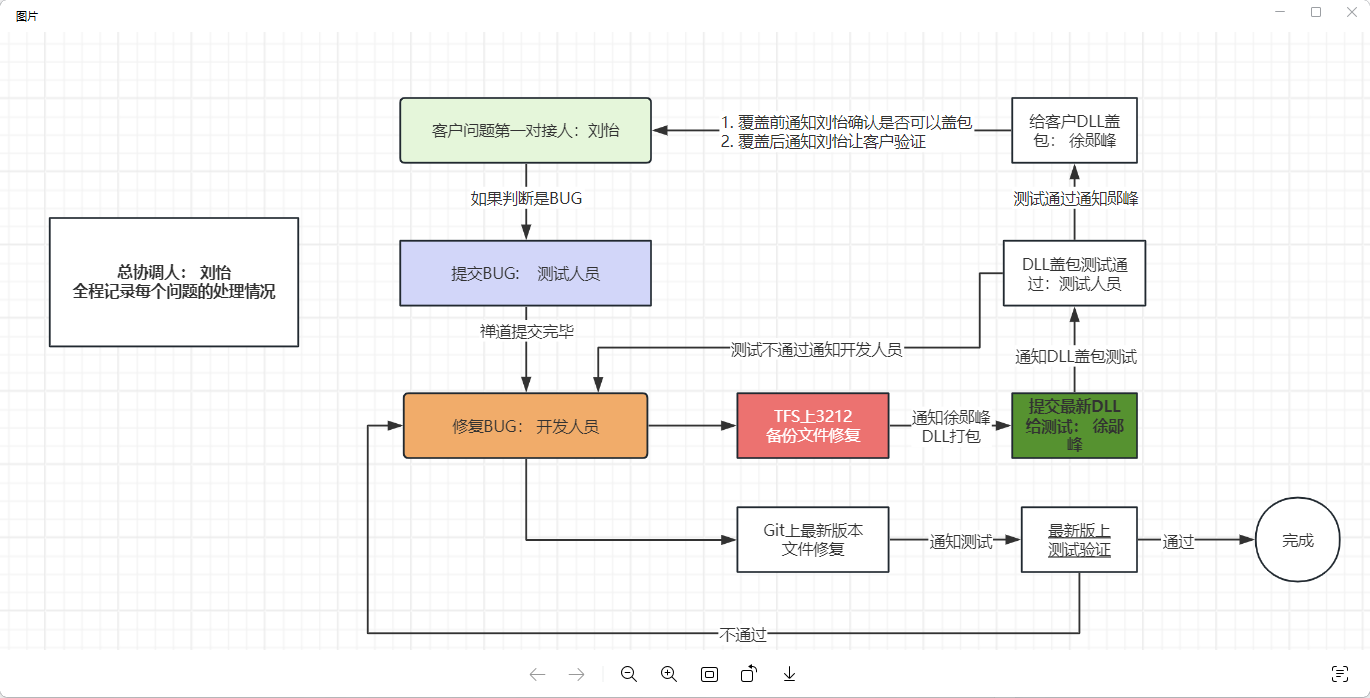 图片
客户问题第一对接人：刘怡
1. 覆盖前通知刘怡确认是否可以盖包
2. 覆盖后通知刘怡让客户验证
给客户DLL盖
包： 徐郧峰
如果判断是BUG
测试通过通知郧峰
总协调人： 刘怡
全程记录每个问题的处理情况
提交BUG: 测试人员
DLL盖包测试通
过：测试人员
禅道提交完毕
测试不通过通知开发人员
通知DLL盖包测试
修复BUG： 开发人员
TFS上3212
备份文件修复
通知徐郧峰
DLL打包
提交最新DLL
给测试： 徐郧
峰
Git上最新版本
文件修复
通知测试
最新版上
测试验证
通过
完成
不通过